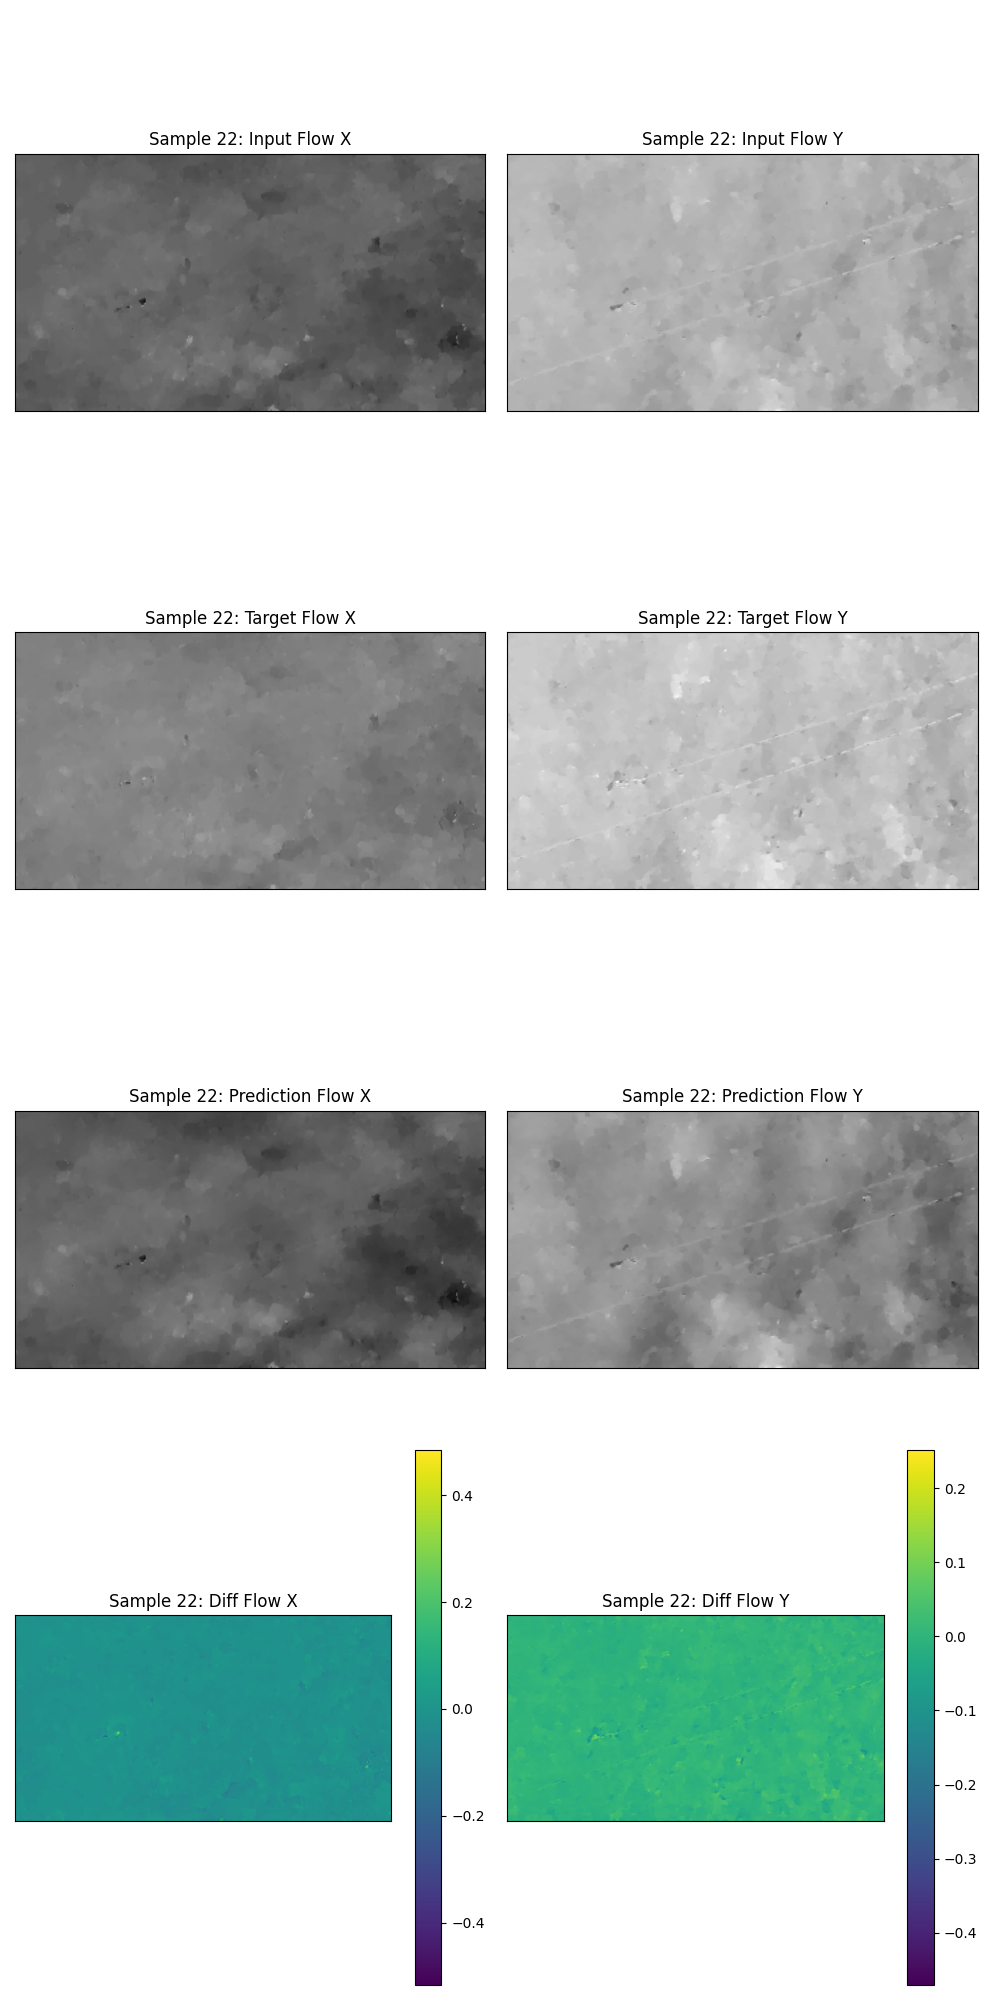 Sample 22: Input Flow X
Sample 22: Input Flow Y
Sample 22: Target Flow X
Sample 22: Target Flow Y
Sample 22: Prediction Flow X
Sample 22: Prediction Flow Y
Sample 22: Diff Flow X
0.4
0.2
0.0
−0.2
−0.4
Sample 22: Diff Flow Y
0.2
0.1
0.0
−0.1
−0.2
−0.3
−0.4